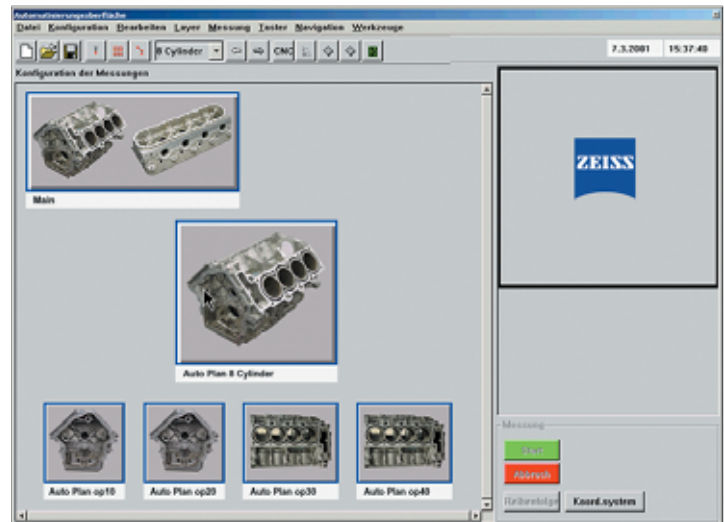 Automatisierungsoberfläche
Datei Konfiguration Bearbeiten Layer Messung Taster Navigation Werkzeuge
8 Cylinder CNC 7.3.2001 15:37:40
Konfiguration der Messungen
ZEISS
Main
Auto Plan 8 Cylinder
Messung
Start
Abbruch
Auto Plan op10 Auto Plan op20 Auto Plan op30 Auto Plan op40
Reihenfolge Koord.system